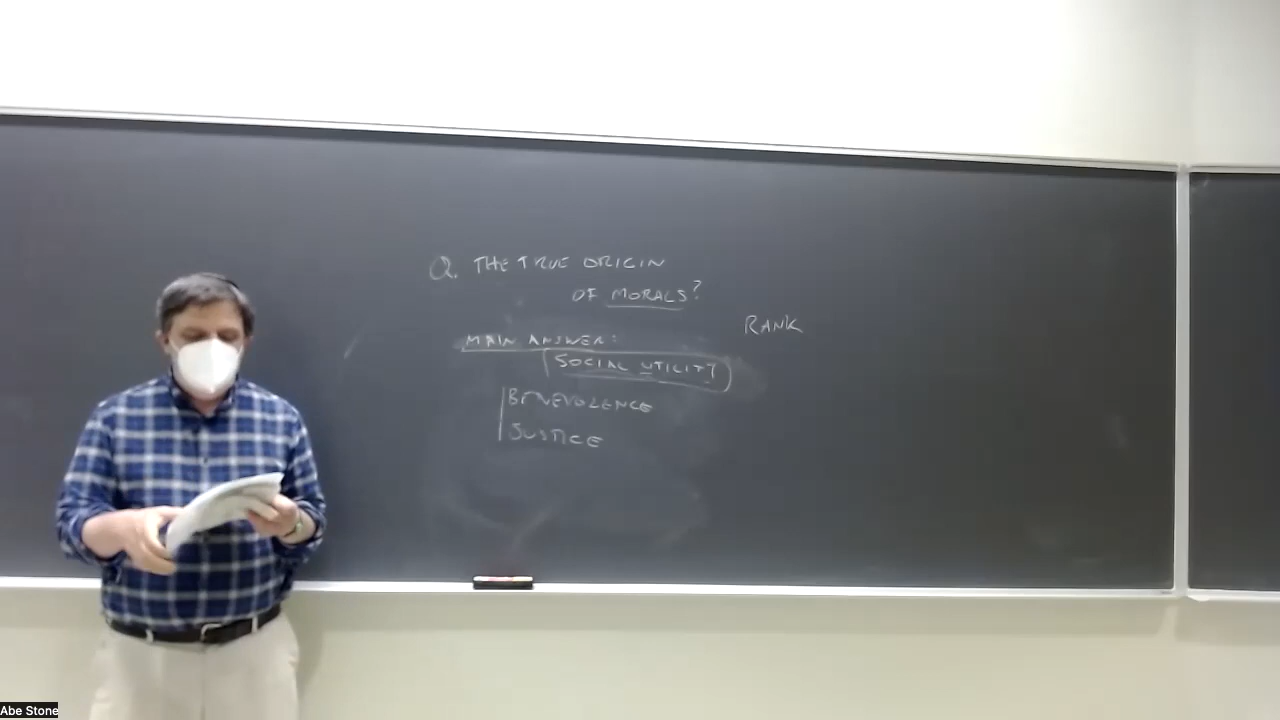 Q. THE TRUE ORIGIN
OF MORALS?
RANK
MAIN ANSWER:
SOCIAL UTILITY
BENEVOLENCE
JUSTICE
Abe Stone